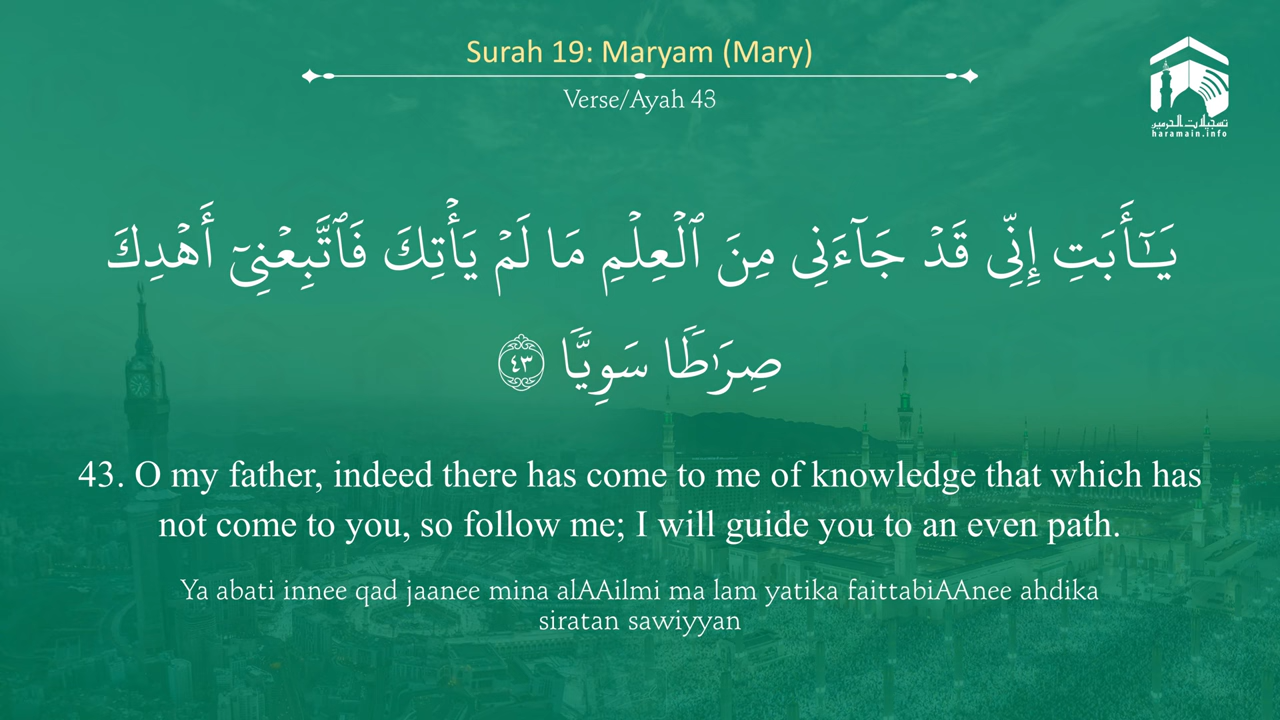 Surah 19: Maryam (Mary)
Verse/Ayah 43
تسجيلات الحرمين
haramain.info
يَـٰٓأَبَتِ إِنِّى قَدْ جَآءَنِى مِنَ ٱلْعِلْمِ مَا لَمْ يَأْتِكَ فَٱتَّبِعْنِىٓ أَهْدِكَ
صِرَٰطًا سَوِيًّا ٤٣
43. O my father, indeed there has come to me of knowledge that which has
not come to you, so follow me; I will guide you to an even path.
Ya abati innee qad jaanee mina alAAilmi ma lam yatika faittabiAAnee ahdika
siratan sawiyyan